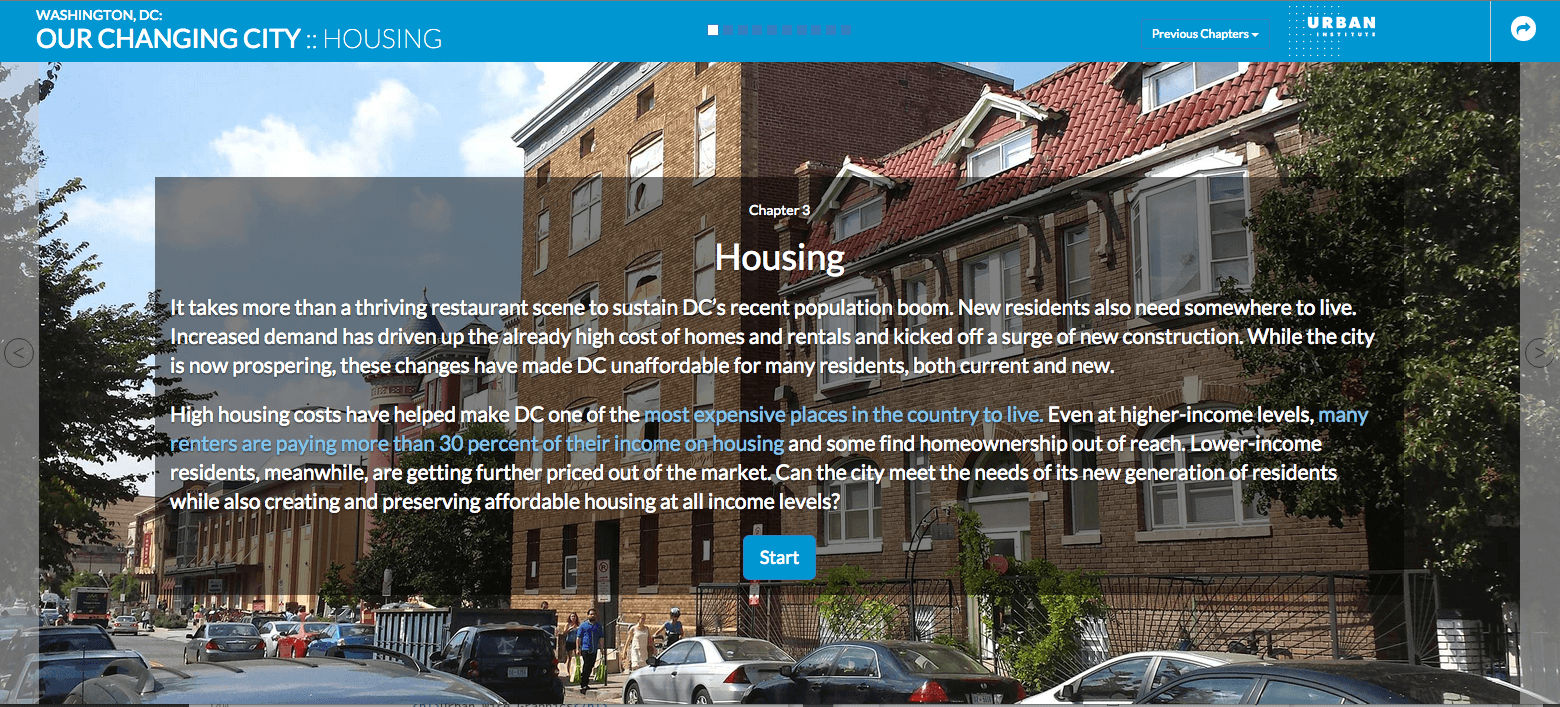 WASHINGTON, DC:
OUR CHANGING CITY :: HOUSING
Previous Chapters
URBAN
INSTITUTE
Chapter 3
Housing
It takes more than a thriving restaurant scene to sustain DC's recent population boom. New residents also need somewhere to live.
Increased demand has driven up the already high cost of homes and rentals and kicked off a surge of new construction. While the city
is now prospering, these changes have made DC unaffordable for many residents, both current and new.
<
>
High housing costs have helped make DC one of the most expensive places in the country to live. Even at higher-income levels, many
renters are paying more than 30 percent of their income on housing and some find homeownership out of reach. Lower-income
residents, meanwhile, are getting further priced out of the market. Can the city meet the needs of its new generation of residents
while also creating and preserving affordable housing at all income levels?
Start